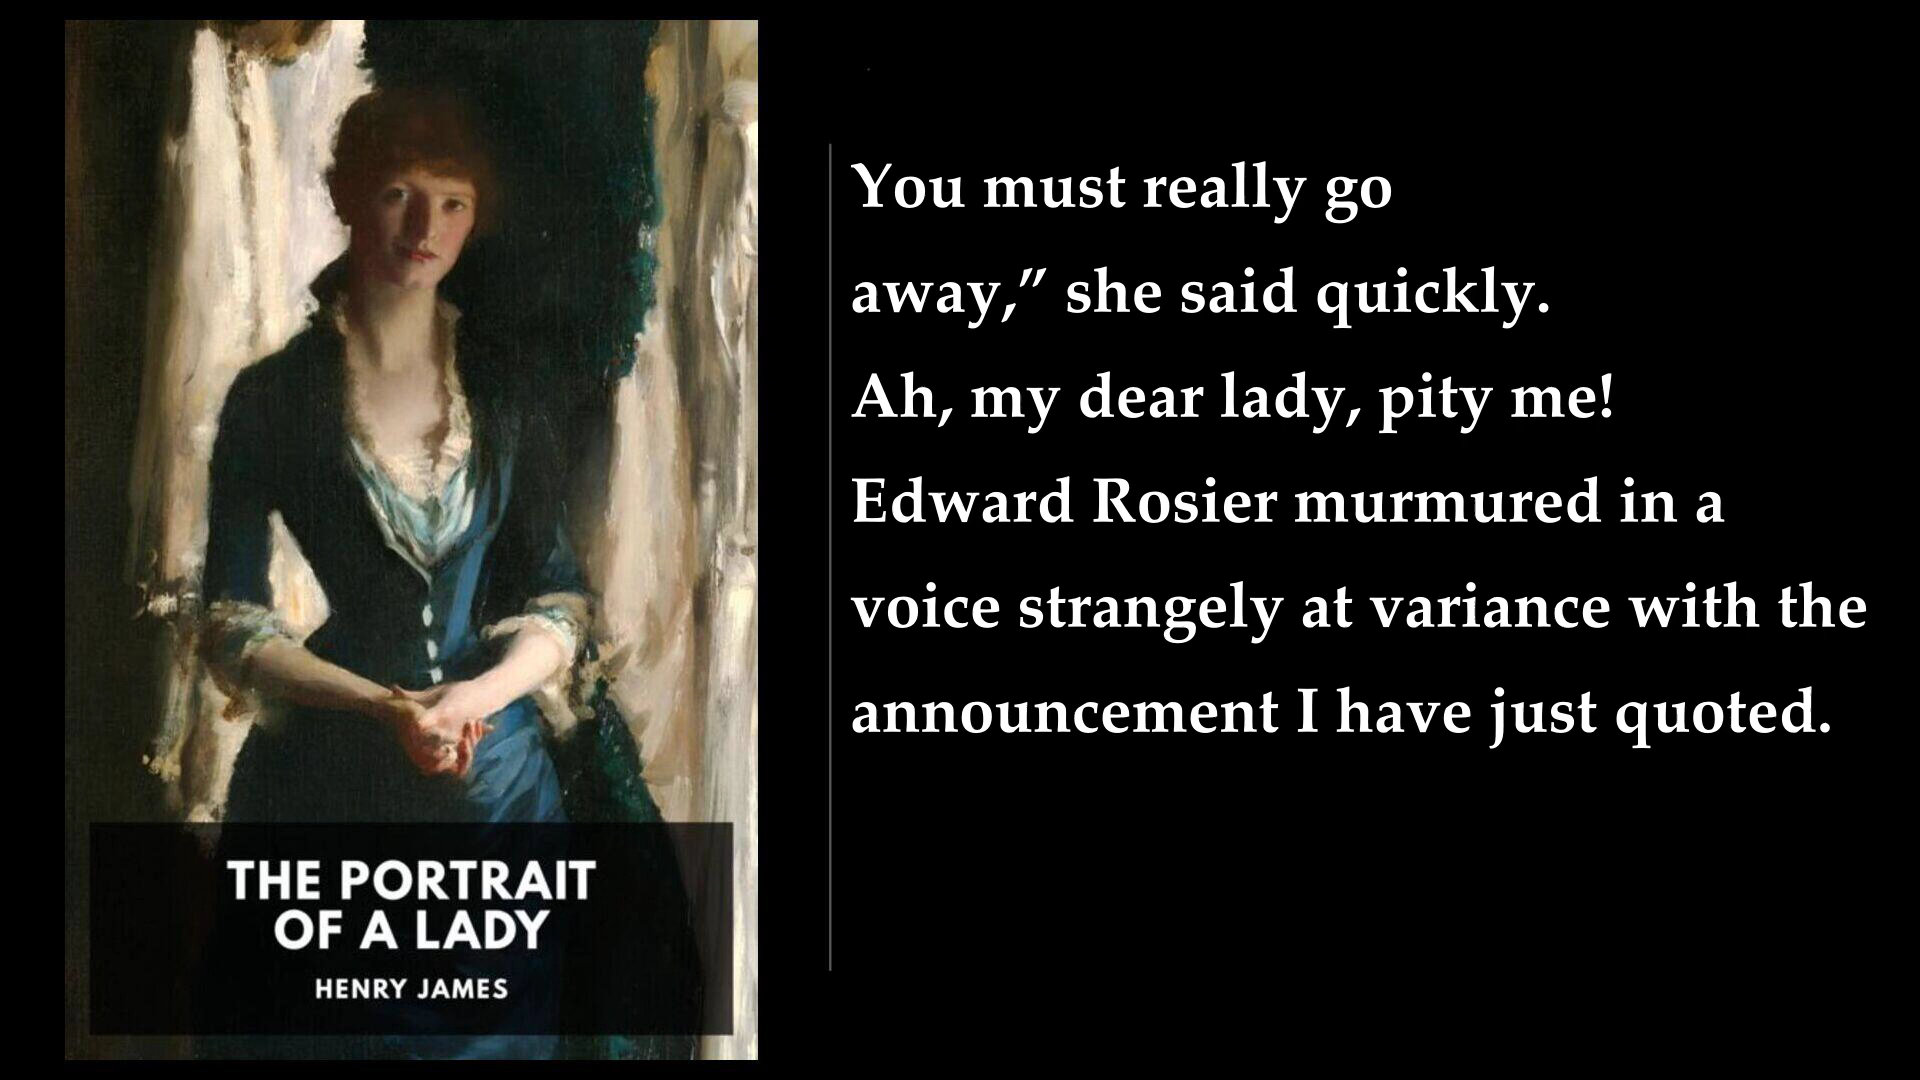 You must really go
away,” she said quickly.
Ah, my dear lady, pity me!
Edward Rosier murmured in a
voice strangely at variance with the
announcement I have just quoted.
THE PORTRAIT
OF A LADY
HENRY JAMES